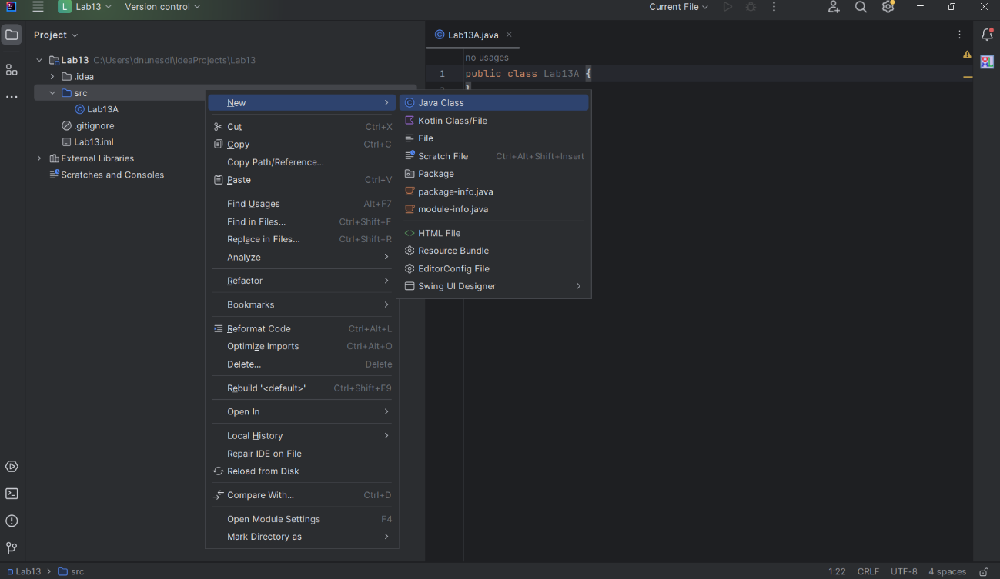 L Lab13 Version control Current File
Project
Lab13 C:\Users\dnunesdi\IdeaProjects\Lab13
.idea
src
Lab13A
.gitignore
Lab13.iml
External Libraries
Scratches and Consoles
Lab13A.java
no usages
1 public class Lab13A {
2 }
New
Cut Ctrl+X
Copy Ctrl+C
Copy Path/Reference...
Paste Ctrl+V
Find Usages Alt+F7
Find in Files... Ctrl+Shift+F
Replace in Files... Ctrl+Shift+R
Analyze
Refactor
Bookmarks
Reformat Code Ctrl+Alt+L
Optimize Imports Ctrl+Alt+O
Delete... Delete
Rebuild '<default>' Ctrl+Shift+F9
Open In
Local History
Repair IDE on File
Reload from Disk
Compare With... Ctrl+D
Open Module Settings F4
Mark Directory as
Java Class
Kotlin Class/File
File
Scratch File Ctrl+Alt+Shift+Insert
Package
package-info.java
module-info.java
HTML File
Resource Bundle
EditorConfig File
Swing UI Designer
Lab13 > src 1:22 CRLF UTF-8 4 spaces